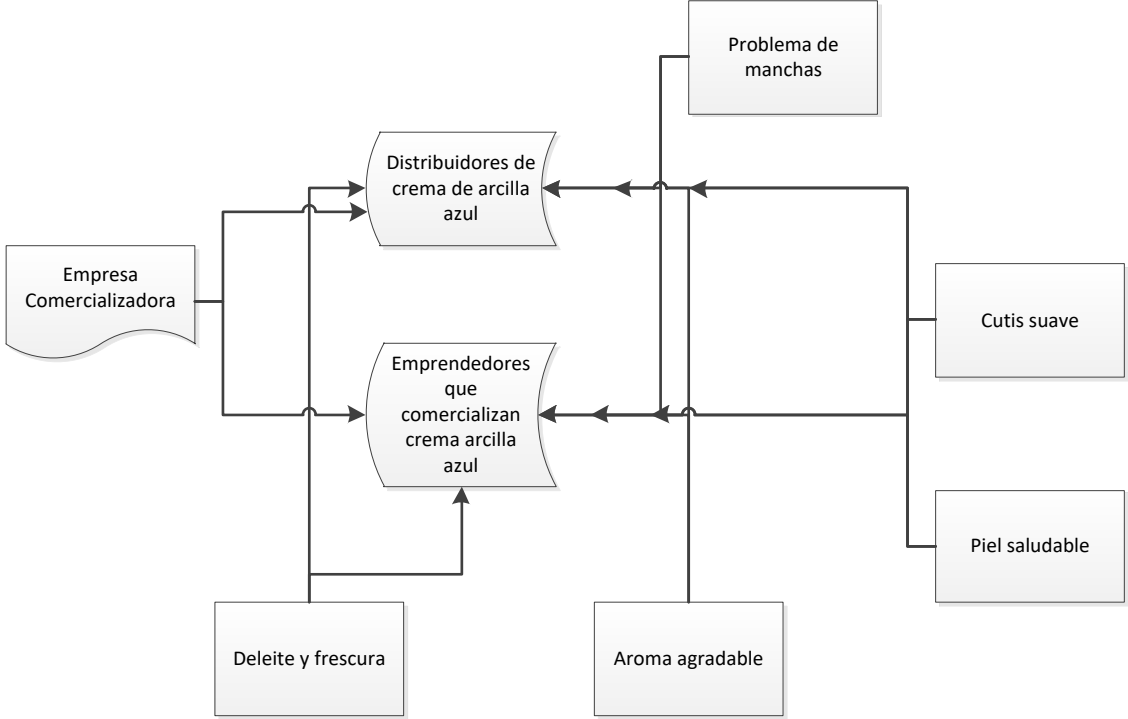 Problema de
manchas
Distribuidores de
crema de arcilla
azul
Empresa
Comercializadora
Cutis suave
Emprendedores
que
comercializan
crema arcilla
azul
Piel saludable
Deleite y frescura
Aroma agradable